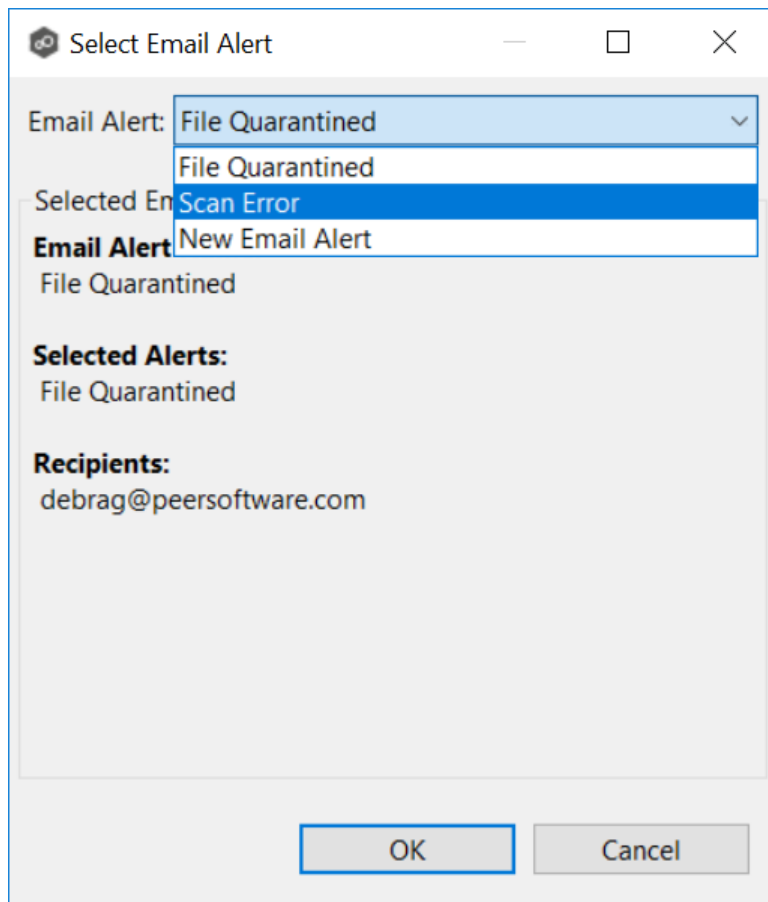 Select Email Alert
Email Alert: File Quarantined
File Quarantined
Scan Error
New Email Alert
Selected Em
Email Alert
File Quarantined
Selected Alerts:
File Quarantined
Recipients:
debrag@peersoftware.com
OK Cancel